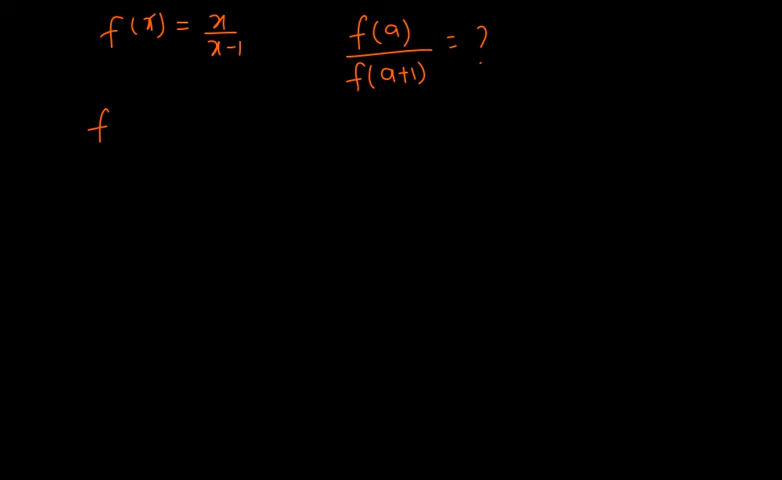 f(x) = x/(x-1)    f(a)/f(a+1) = ?
f